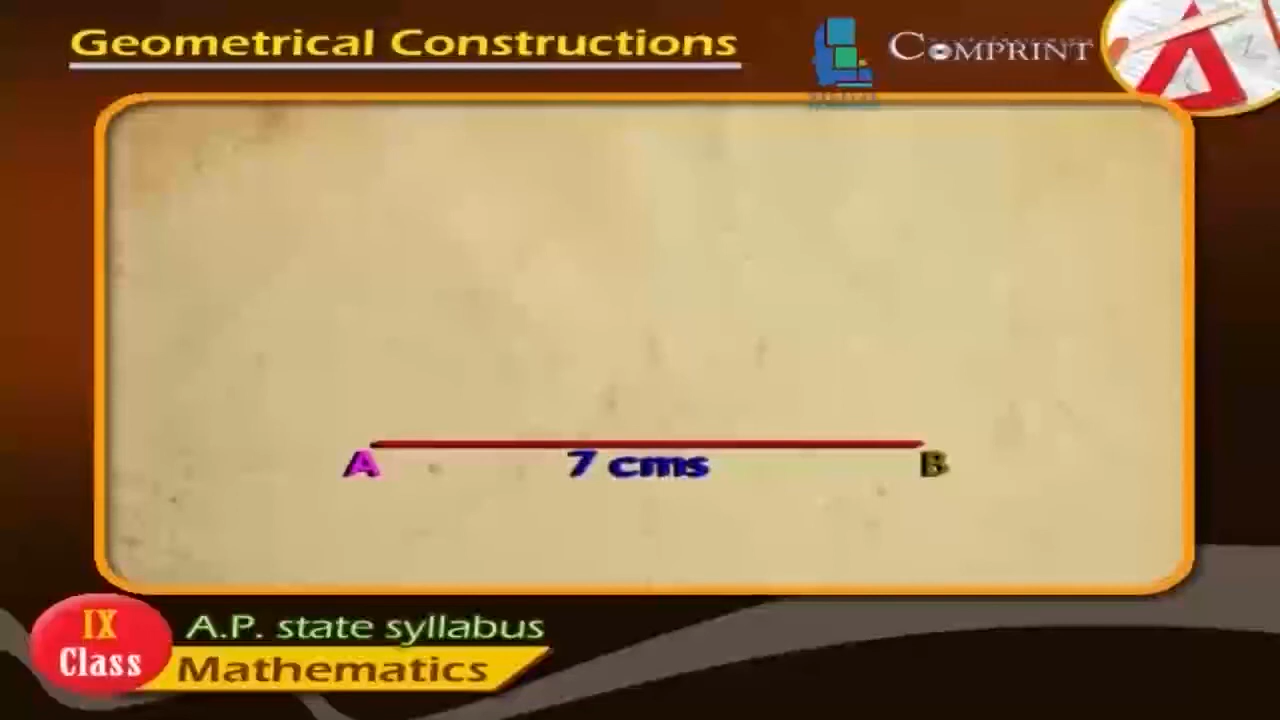 Geometrical Constructions
COMPRINT
A
7 cms
B
IX
Class
A.P. state syllabus
Mathematics